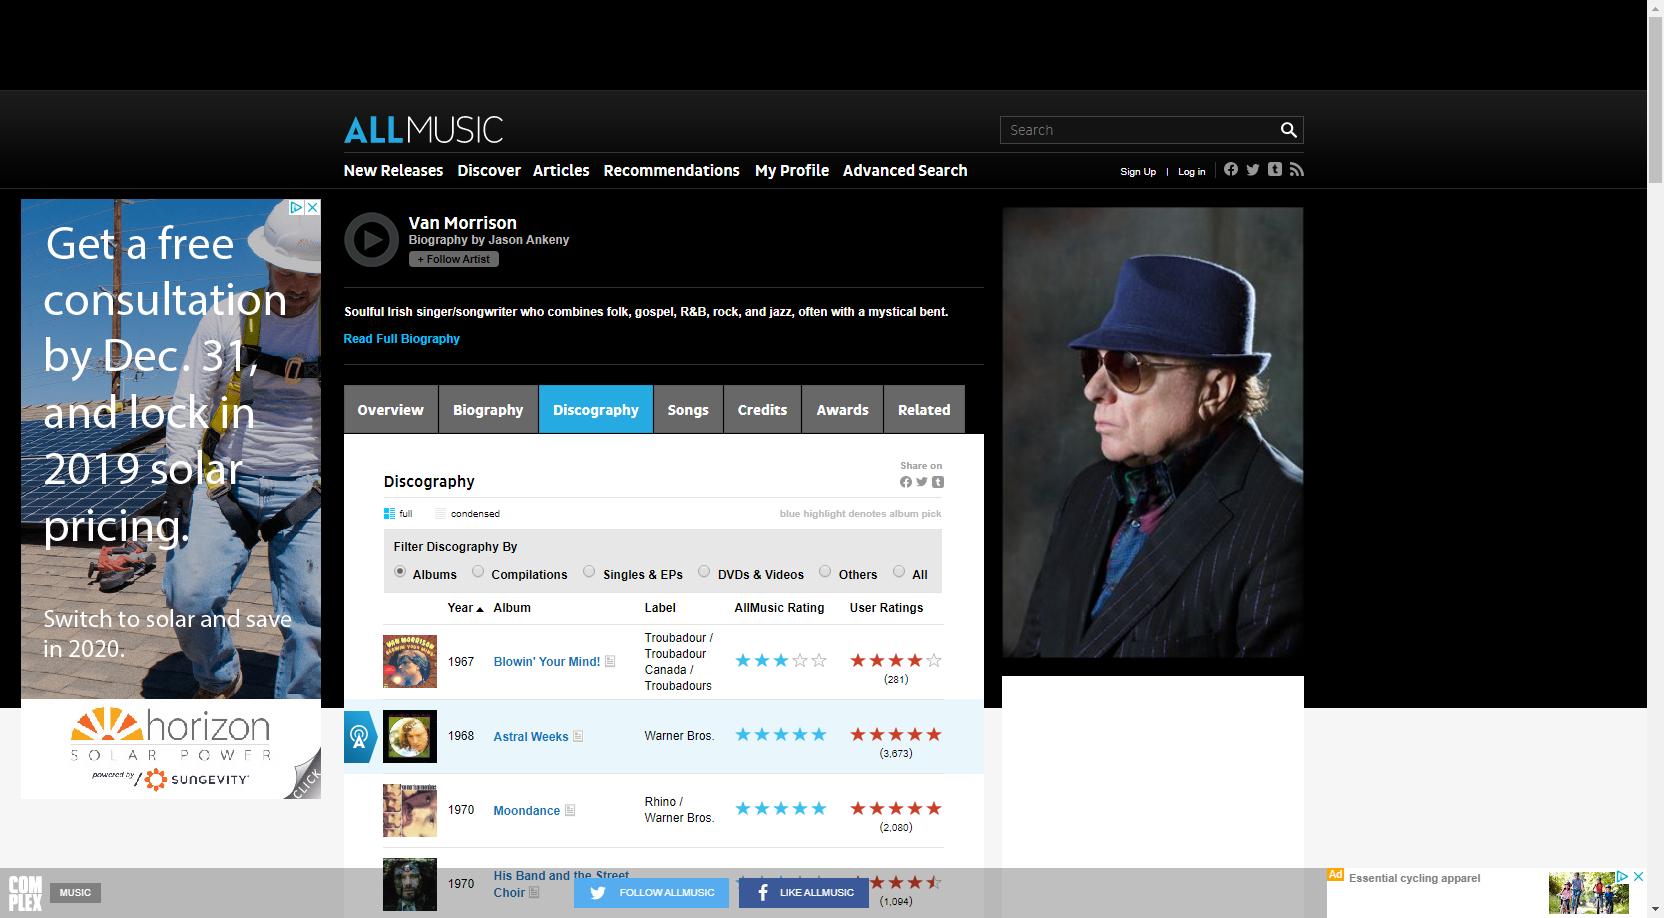 ALLMUSIC
Search
New Releases Discover Articles Recommendations My Profile Advanced Search
Sign Up | Log in
Get a free
consultation
by Dec. 31,
and lock in
2019 solar
pricing.
Switch to solar and save
in 2020.
horizon
SOLAR POWER
powered by SUNGEVITY
CLICK
Van Morrison
Biography by Jason Ankeny
+ Follow Artist
Soulful Irish singer/songwriter who combines folk, gospel, R&B, rock, and jazz, often with a mystical bent.
Read Full Biography
Overview Biography Discography Songs Credits Awards Related
Share on
Discography
full condensed blue highlight denotes album pick
Filter Discography By
Albums Compilations Singles & EPs DVDs & Videos Others All
Year Album Label AllMusic Rating User Ratings
VAN MORRISON
BLOWIN' YOUR MIND!
1967 Blowin' Your Mind!
Troubadour /
Troubadour
Canada /
Troubadours
(281)
1968 Astral Weeks Warner Bros.
(3,673)
1970 Moondance
Rhino /
Warner Bros.
(2,080)
1970 His Band and the Street
Choir
(1,094)
COMPLEX
MUSIC
FOLLOW ALLMUSIC
LIKE ALLMUSIC
Ad Essential cycling apparel